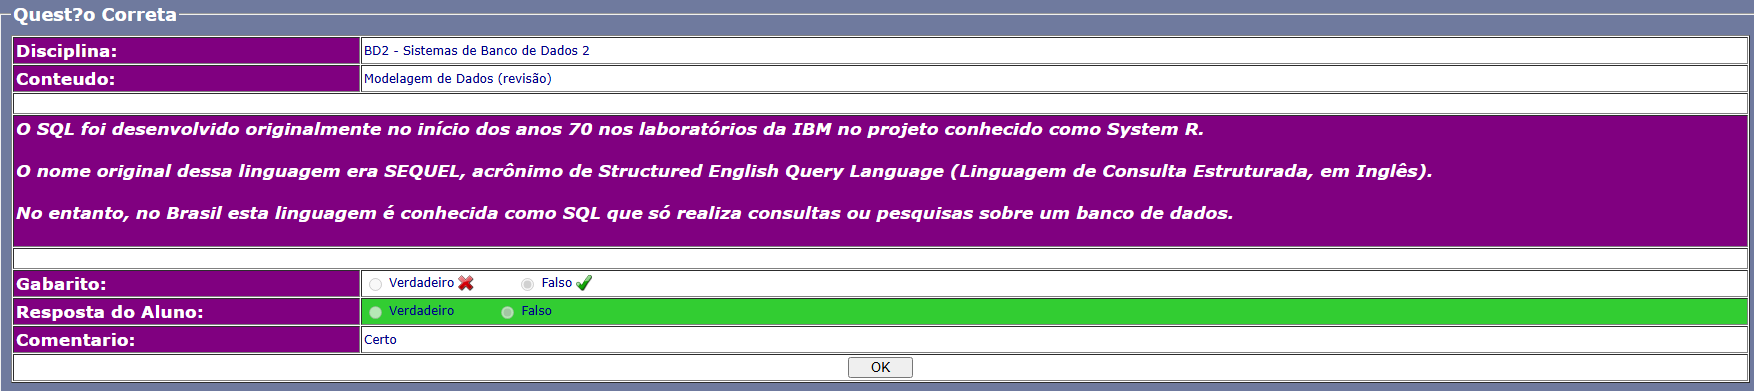 Quest?o Correta
Disciplina: BD2 - Sistemas de Banco de Dados 2
Conteudo: Modelagem de Dados (revisão)
O SQL foi desenvolvido originalmente no início dos anos 70 nos laboratórios da IBM no projeto conhecido como System R.
O nome original dessa linguagem era SEQUEL, acrônimo de Structured English Query Language (Linguagem de Consulta Estruturada, em Inglês).
No entanto, no Brasil esta linguagem é conhecida como SQL que só realiza consultas ou pesquisas sobre um banco de dados.
Gabarito: Verdadeiro Falso
Resposta do Aluno: Verdadeiro Falso
Comentario: Certo
OK